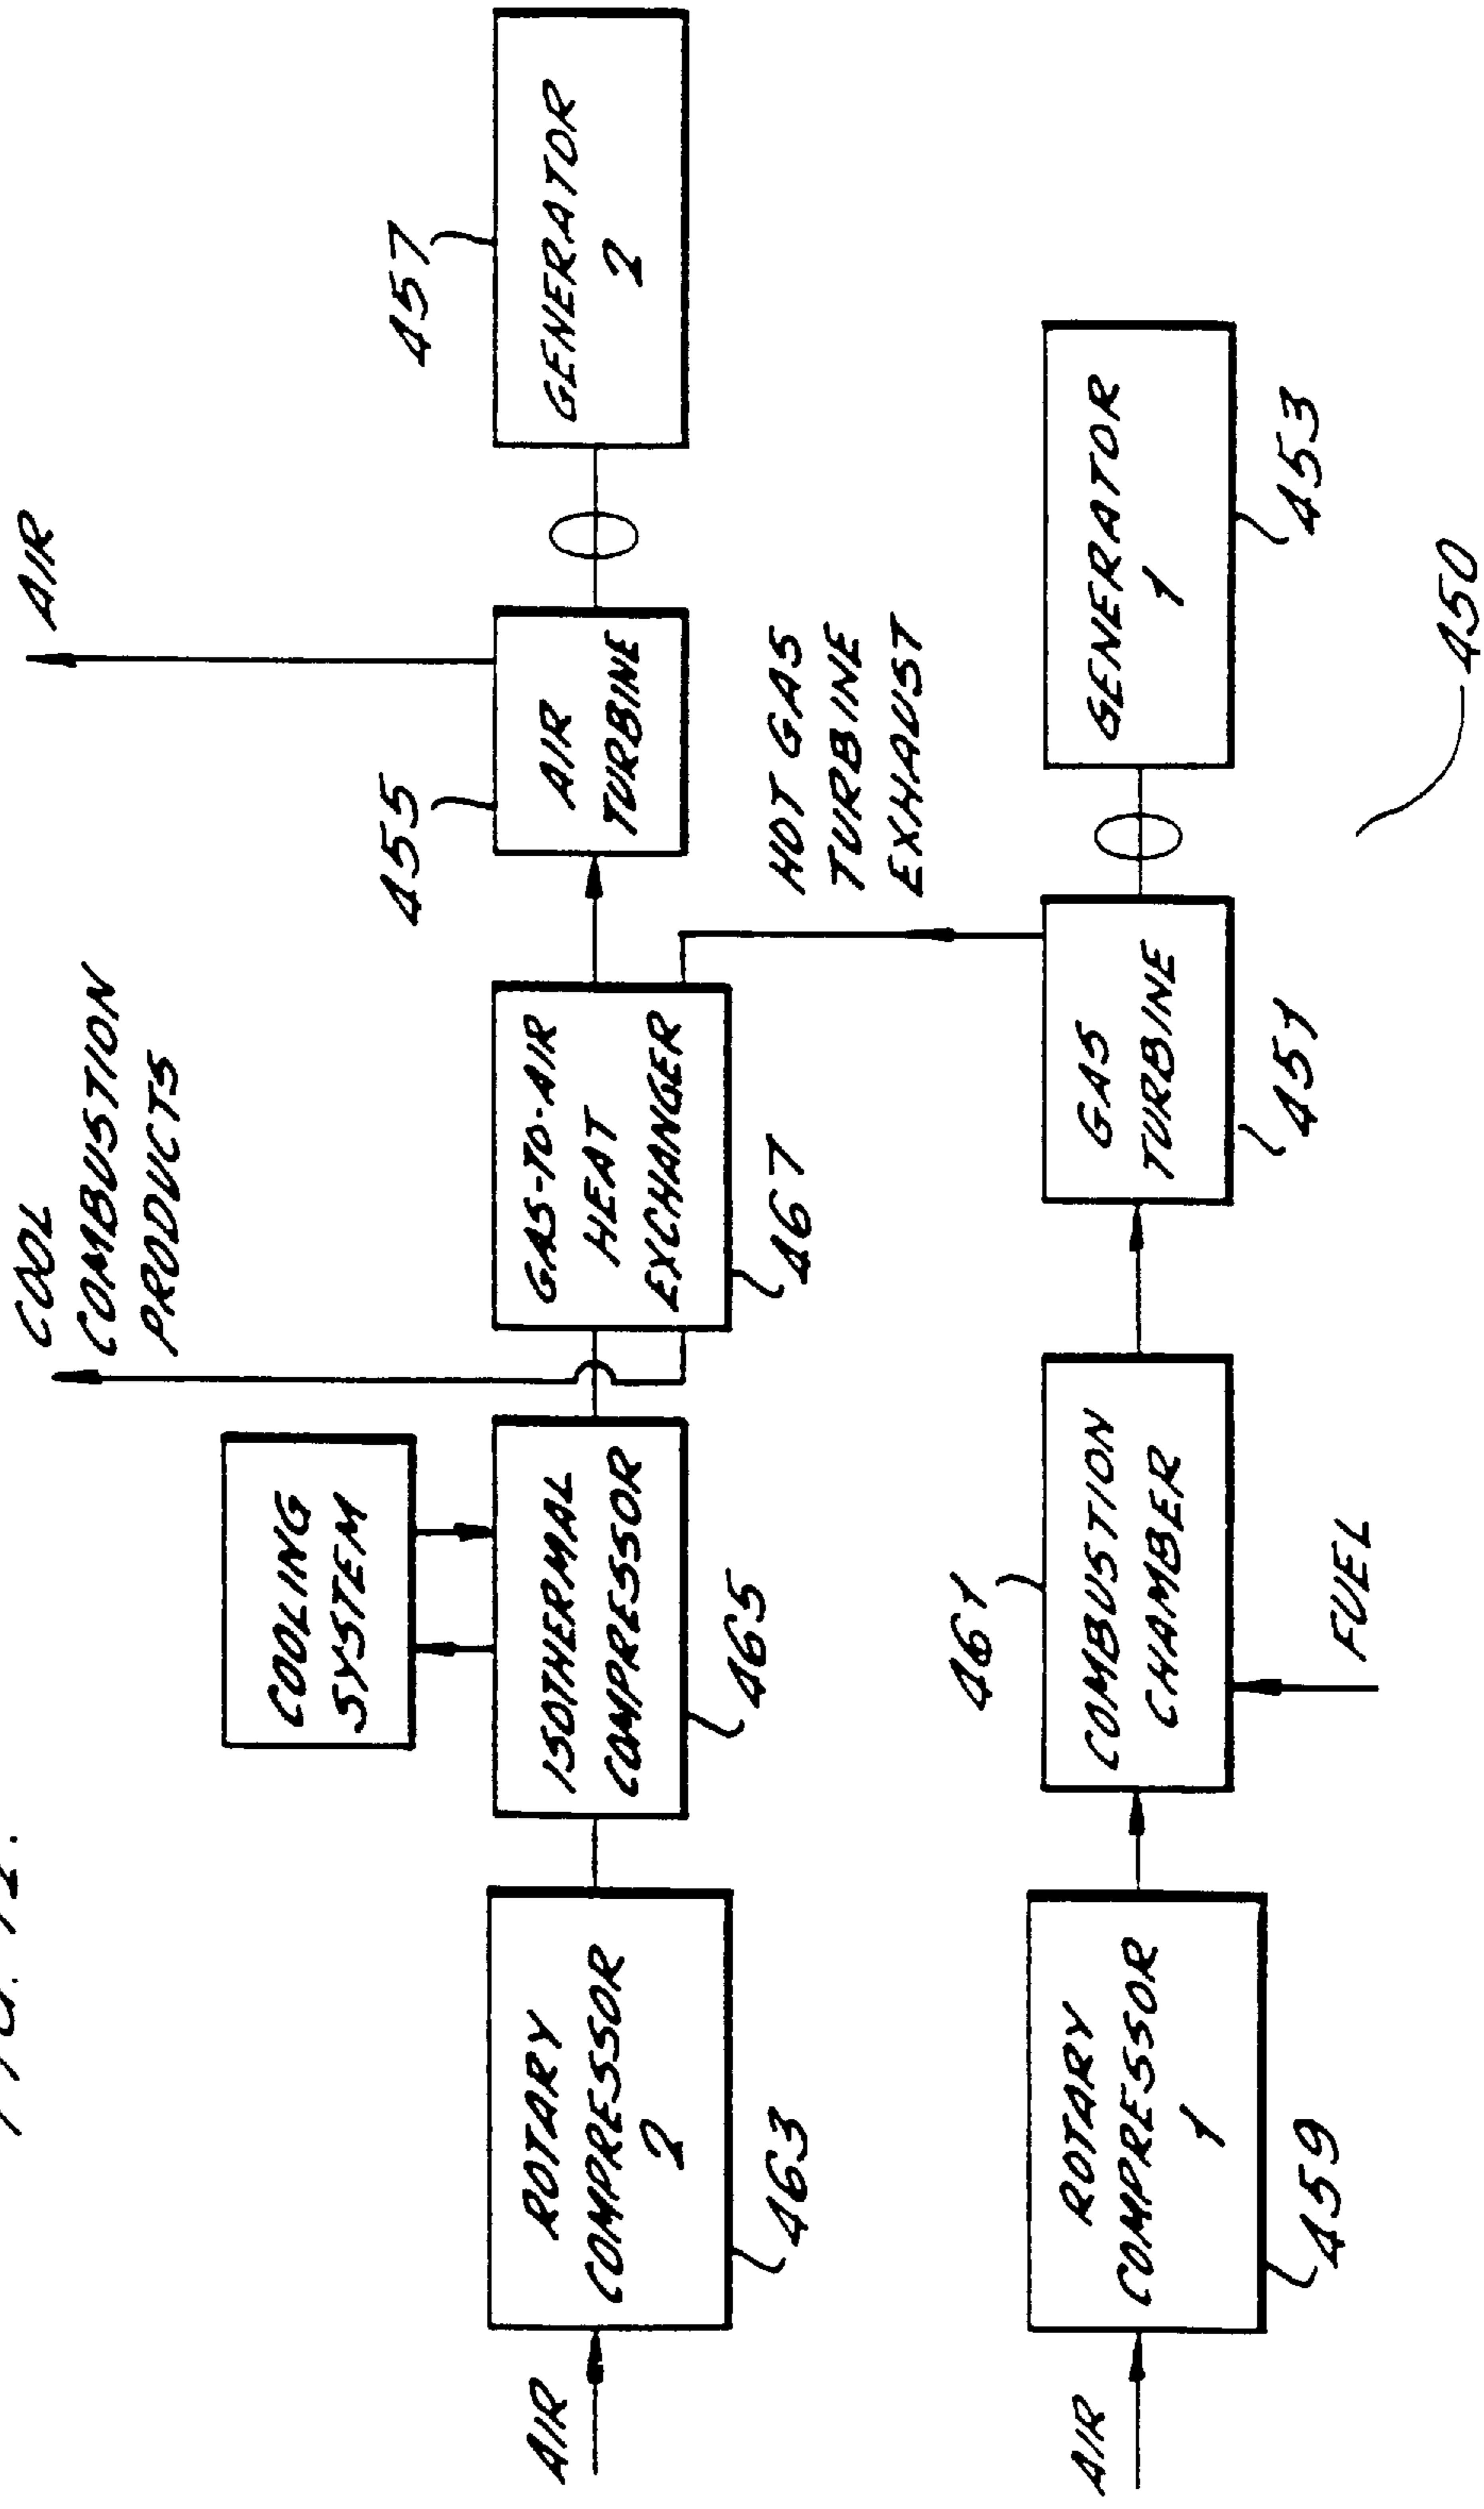 COOL
COMBUSTION
PRODUCTS
AIR
COOLING
SYSTEM
455
457
AIR
ROTARY
COMPRESSOR
2
463
ISOTHERMAL
COMPRESSOR
465
GAS-TO-AIR
HEAT
EXCHANGER
467
AIR
TURBINE
GENERATOR
2
HOT GAS
TURBINE
EXHAUST
461
AIR
ROTARY
COMPRESSOR
1
459
COMBUSTION
CHAMBER
FUEL
GAS
TURBINE
451
GENERATOR
1
453
450